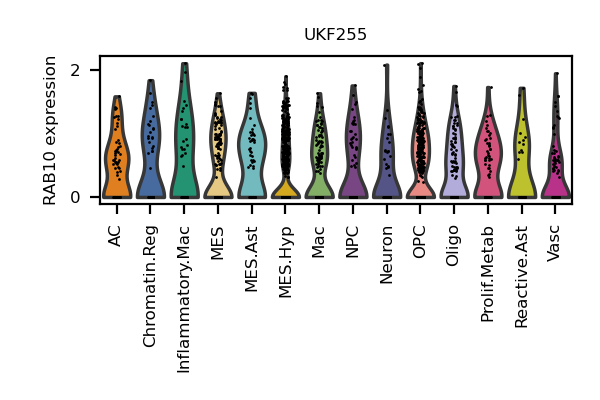 UKF255
RAB10 expression
2
0
AC
Chromatin.Reg
Inflammatory.Mac
MES
MES.Ast
MES.Hyp
Mac
NPC
Neuron
OPC
Oligo
Prolif.Metab
Reactive.Ast
Vasc